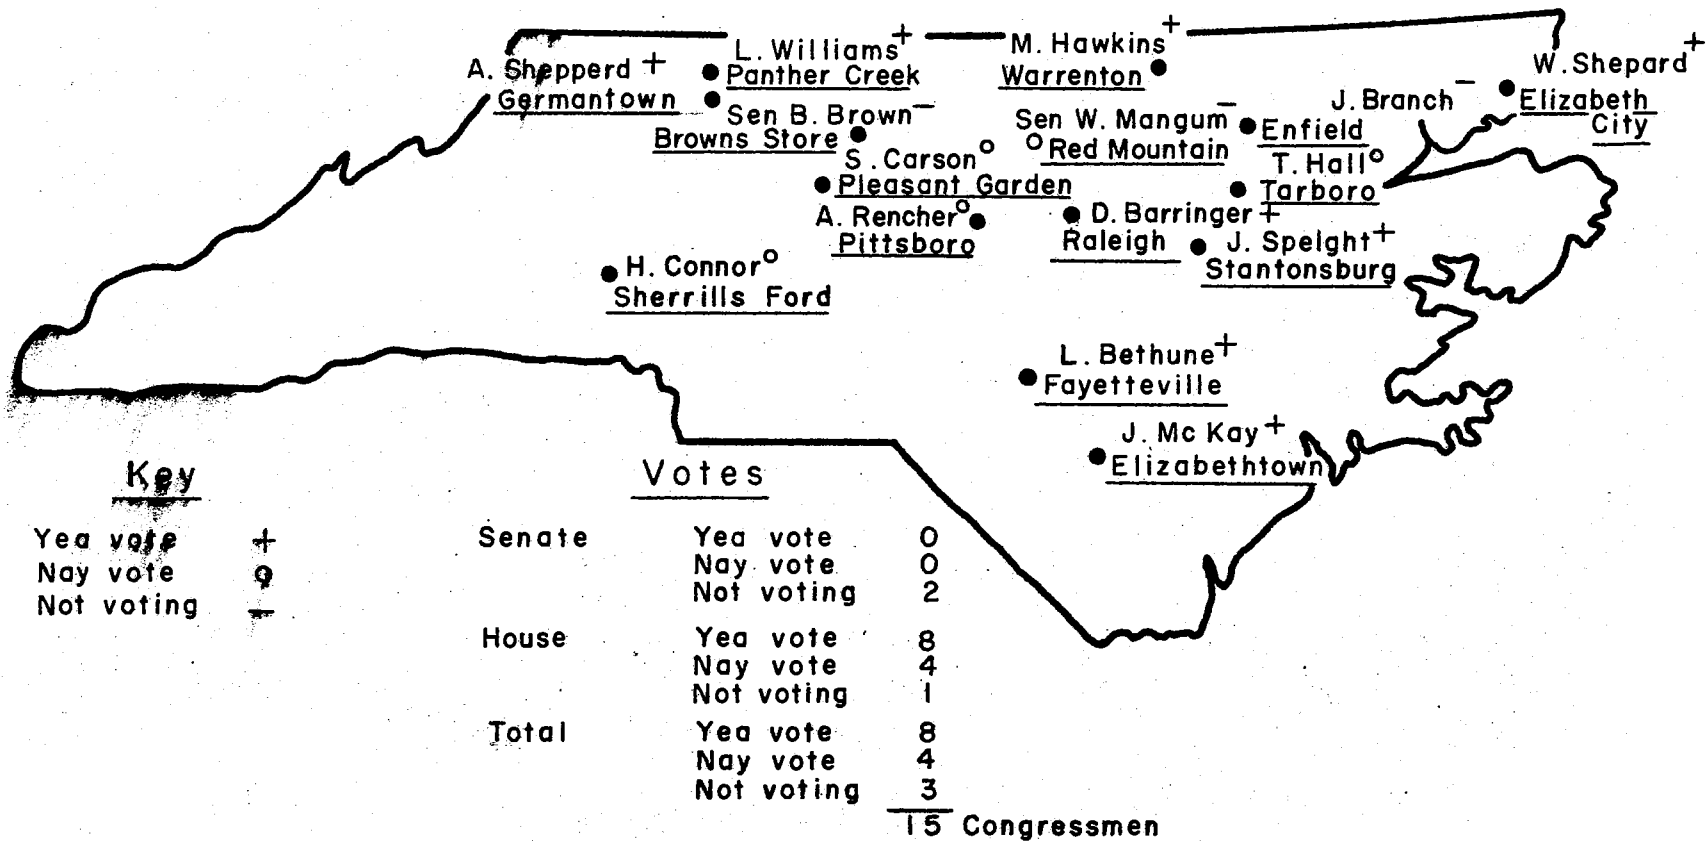 L. Williams+
Panther Creek
M. Hawkins+
Warrenton
A. Shepperd +
Germantown
W. Shepard+
Elizabeth
City
J. Branch–
Enfield
Sen B. Brown–
Browns Store
Sen W. Mangum–
Red Mountain
S. Carson o
Pleasant Garden
T. Hall o
Tarboro
A. Rencher o
Pittsboro
D. Barringer +
Raleigh
J. Speight+
Stantonsburg
H. Connor o
Sherrills Ford
L. Bethune+
Fayetteville
J. Mc Kay +
Elizabethtown
Key
Yea vote +
Nay vote o
Not voting –
Votes
Senate Yea vote 0
Nay vote 0
Not voting 2
House Yea vote 8
Nay vote 4
Not voting 1
Total Yea vote 8
Nay vote 4
Not voting 3
15 Congressmen